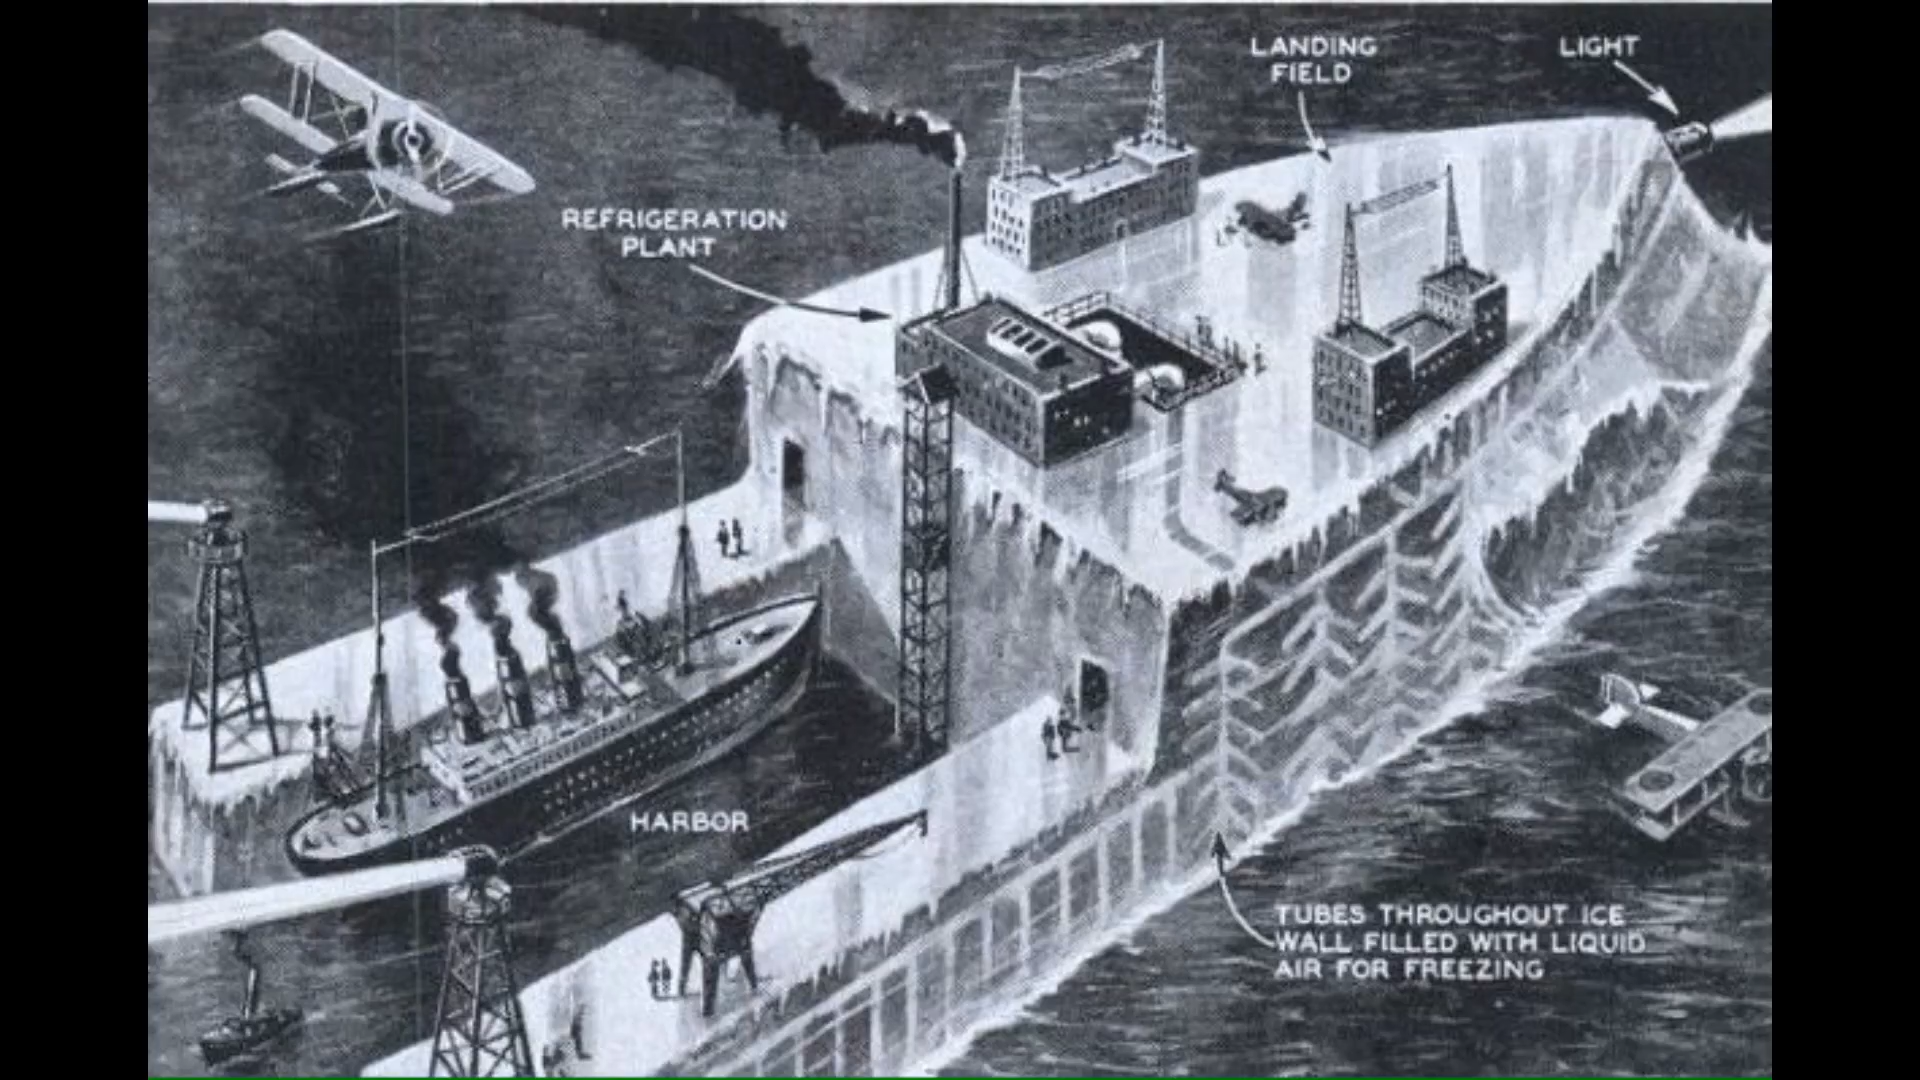 LANDING
FIELD
LIGHT
REFRIGERATION
PLANT
HARBOR
TUBES THROUGHOUT ICE
WALL FILLED WITH LIQUID
AIR FOR FREEZING